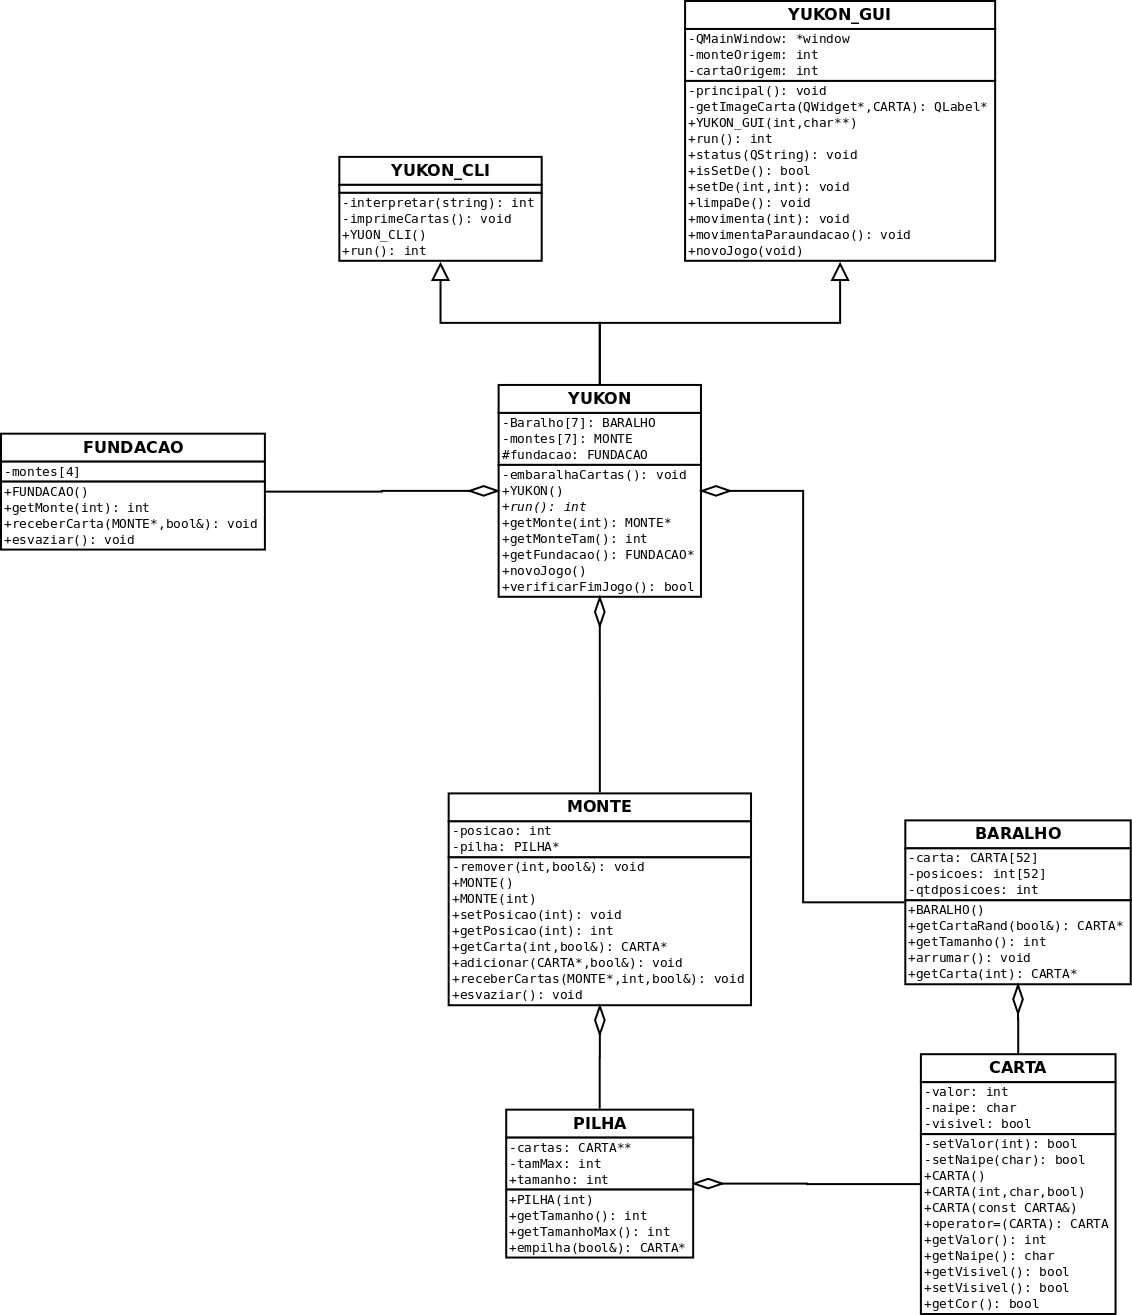 YUKON_GUI
-QMainWindow: *window
-monteOrigem: int
-cartaOrigem: int
-principal(): void
-getImageCarta(QWidget*,CARTA): QLabel*
+YUKON_GUI(int,char**)
+run(): int
+status(QString): void
+isSetDe(): bool
+setDe(int,int): void
+limpaDe(): void
+movimenta(int): void
+movimentaParaundacao(): void
+novoJogo(void)
YUKON_CLI
-interpretar(string): int
-imprimeCartas(): void
+YUON_CLI()
+run(): int
YUKON
-Baralho[7]: BARALHO
-montes[7]: MONTE
#fundacao: FUNDACAO
-embaralhaCartas(): void
+YUKON()
+run(): int
+getMonte(int): MONTE*
+getMonteTam(): int
+getFundacao(): FUNDACAO*
+novoJogo()
+verificarFimJogo(): bool
FUNDACAO
-montes[4]
+FUNDACAO()
+getMonte(int): int
+receberCarta(MONTE*,bool&): void
+esvaziar(): void
MONTE
-posicao: int
-pilha: PILHA*
-remover(int,bool&): void
+MONTE()
+MONTE(int)
+setPosicao(int): void
+getPosicao(int): int
+getCarta(int,bool&): CARTA*
+adicionar(CARTA*,bool&): void
+receberCartas(MONTE*,int,bool&): void
+esvaziar(): void
BARALHO
-carta: CARTA[52]
-posicoes: int[52]
-qtdposicoes: int
+BARALHO()
+getCartaRand(bool&): CARTA*
+getTamanho(): int
+arrumar(): void
+getCarta(int): CARTA*
PILHA
-cartas: CARTA**
-tamMax: int
+tamanho: int
+PILHA(int)
+getTamanho(): int
+getTamanhoMax(): int
+empilha(bool&): CARTA*
CARTA
-valor: int
-naipe: char
-visivel: bool
-setValor(int): bool
-setNaipe(char): bool
+CARTA()
+CARTA(int,char,bool)
+CARTA(const CARTA&)
+operator=(CARTA): CARTA
+getValor(): int
+getNaipe(): char
+getVisivel(): bool
+setVisivel(): bool
+getCor(): bool